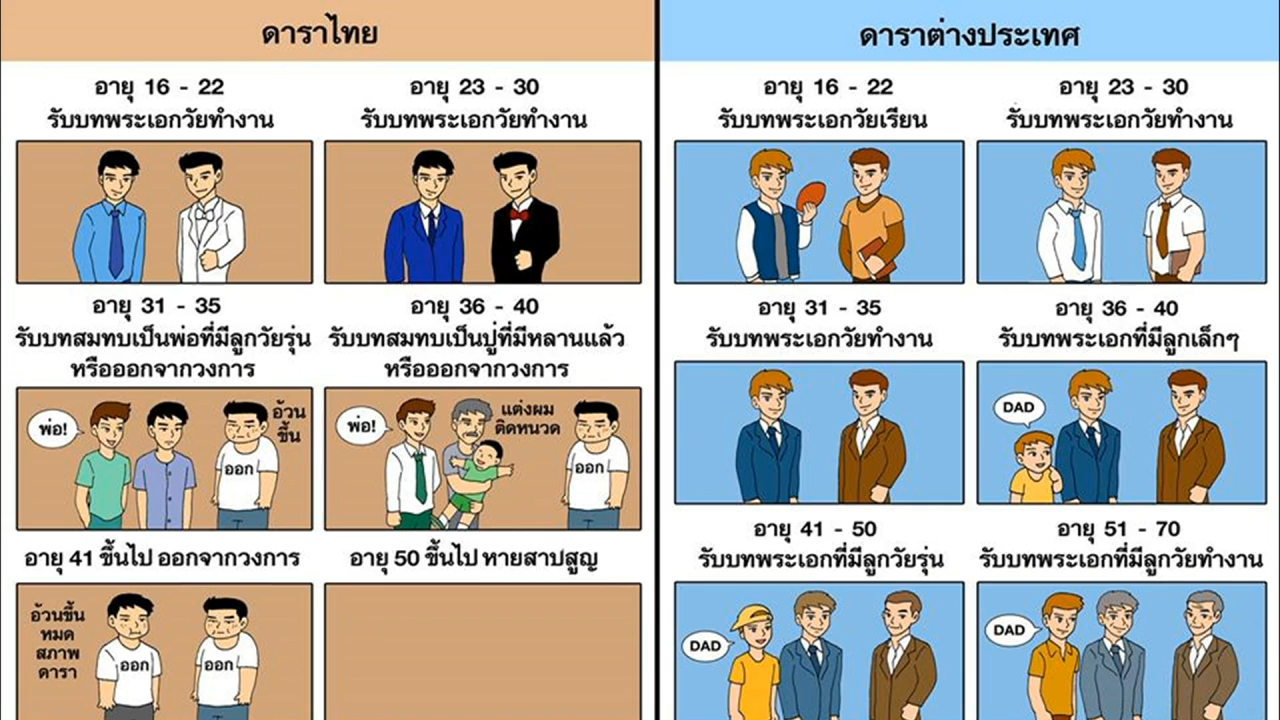 ดาราไทย
อายุ 16 - 22
รับบทพระเอกวัยทำงาน
อายุ 23 - 30
รับบทพระเอกวัยทำงาน
อายุ 31 - 35
รับบทสมทบเป็นพ่อที่มีลูกวัยรุ่น
หรือออกจากวงการ
พ่อ!
อ้วน
ขึ้น
ออก
อายุ 36 - 40
รับบทสมทบเป็นปู่ที่มีหลานแล้ว
หรือออกจากวงการ
พ่อ!
แต่งผม
ติดหนวด
ออก
อายุ 41 ขึ้นไป ออกจากวงการ
อ้วนขึ้น
หมด
สภาพ
ดารา
ออก
ออก
อายุ 50 ขึ้นไป หายสาปสูญ
ดาราต่างประเทศ
อายุ 16 - 22
รับบทพระเอกวัยเรียน
อายุ 23 - 30
รับบทพระเอกวัยทำงาน
อายุ 31 - 35
รับบทพระเอกวัยทำงาน
อายุ 36 - 40
รับบทพระเอกที่มีลูกเล็กๆ
DAD
อายุ 41 - 50
รับบทพระเอกที่มีลูกวัยรุ่น
DAD
อายุ 51 - 70
รับบทพระเอกที่มีลูกวัยทำงาน
DAD